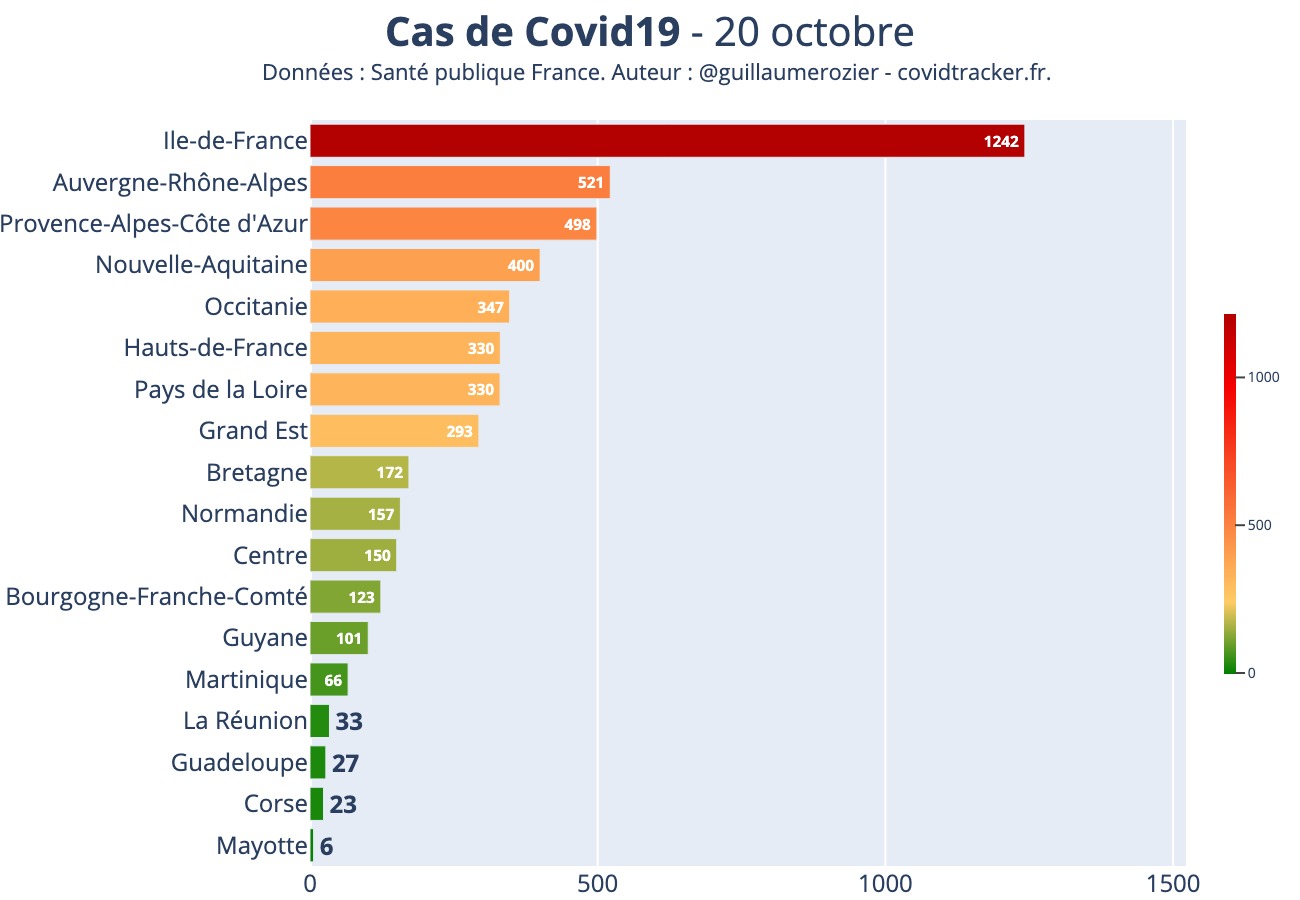 Cas de Covid19 - 20 octobre
Données : Santé publique France. Auteur : @guillaumerozier - covidtracker.fr.
Ile-de-France 1242
Auvergne-Rhône-Alpes 521
Provence-Alpes-Côte d'Azur 498
Nouvelle-Aquitaine 400
Occitanie 347
Hauts-de-France 330
Pays de la Loire 330
Grand Est 293
Bretagne 172
Normandie 157
Centre 150
Bourgogne-Franche-Comté 123
Guyane 101
Martinique 66
La Réunion 33
Guadeloupe 27
Corse 23
Mayotte 6
0 500 1000 1500
1000
500
0